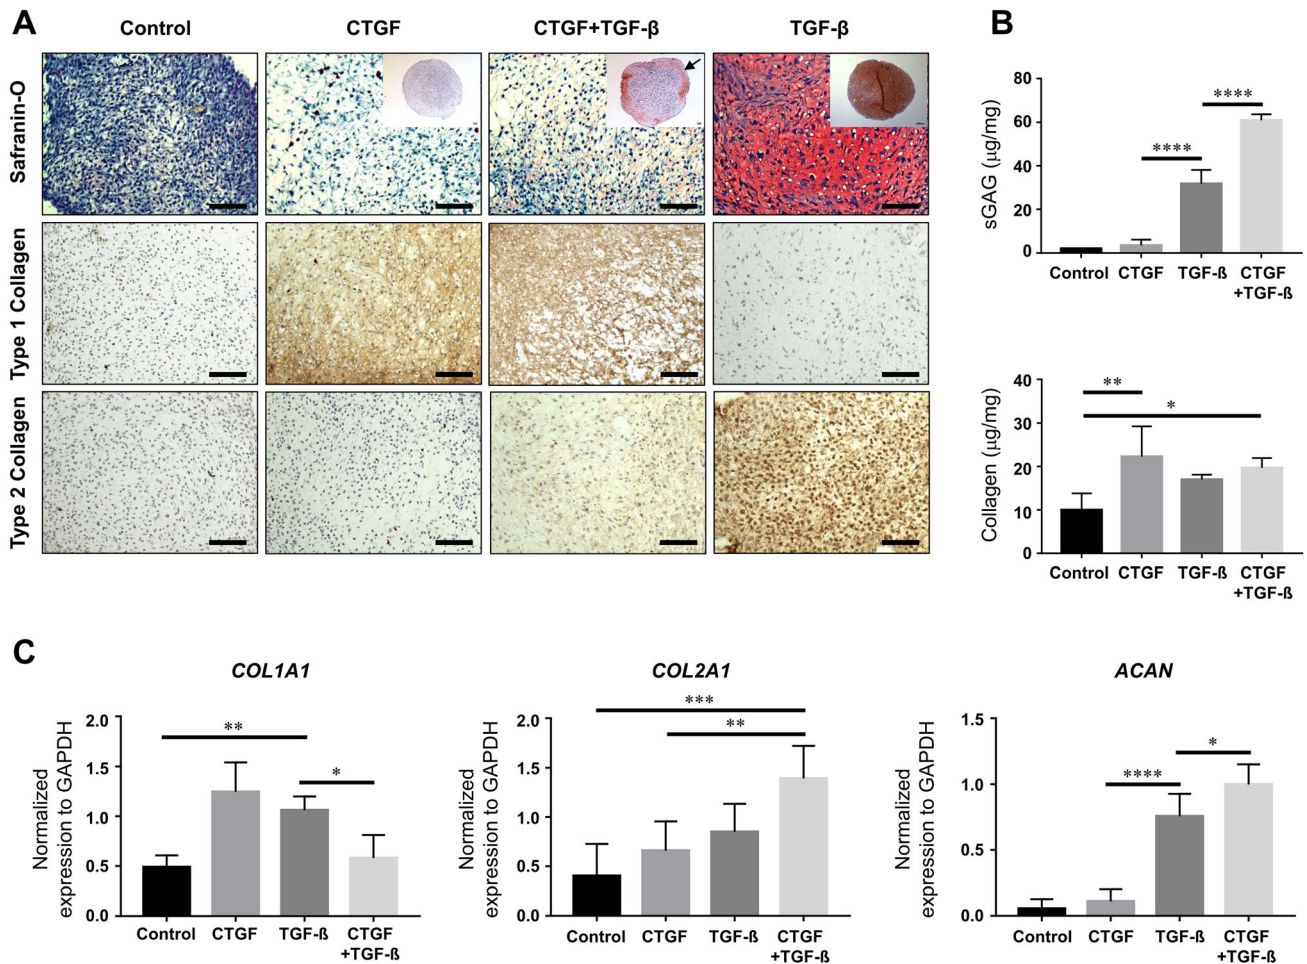 A
Control
CTGF
CTGF+TGF-ß
TGF-ß
Safranin-O
Type 1 Collagen
Type 2 Collagen
B
sGAG (µg/mg)
80
60
40
20
0
****
****
Control
CTGF
TGF-ß
CTGF
+TGF-ß
Collagen (µg/mg)
40
30
20
10
0
**
*
Control
CTGF
TGF-ß
CTGF
+TGF-ß
C
COL1A1
Normalized
expression to GAPDH
2.0
1.5
1.0
0.5
0.0
**
*
Control
CTGF
TGF-ß
CTGF
+TGF-ß
COL2A1
Normalized
expression to GAPDH
2.0
1.5
1.0
0.5
0.0
***
**
Control
CTGF
TGF-ß
CTGF
+TGF-ß
ACAN
Normalized
expression to GAPDH
1.5
1.0
0.5
0.0
****
*
Control
CTGF
TGF-ß
CTGF
+TGF-ß